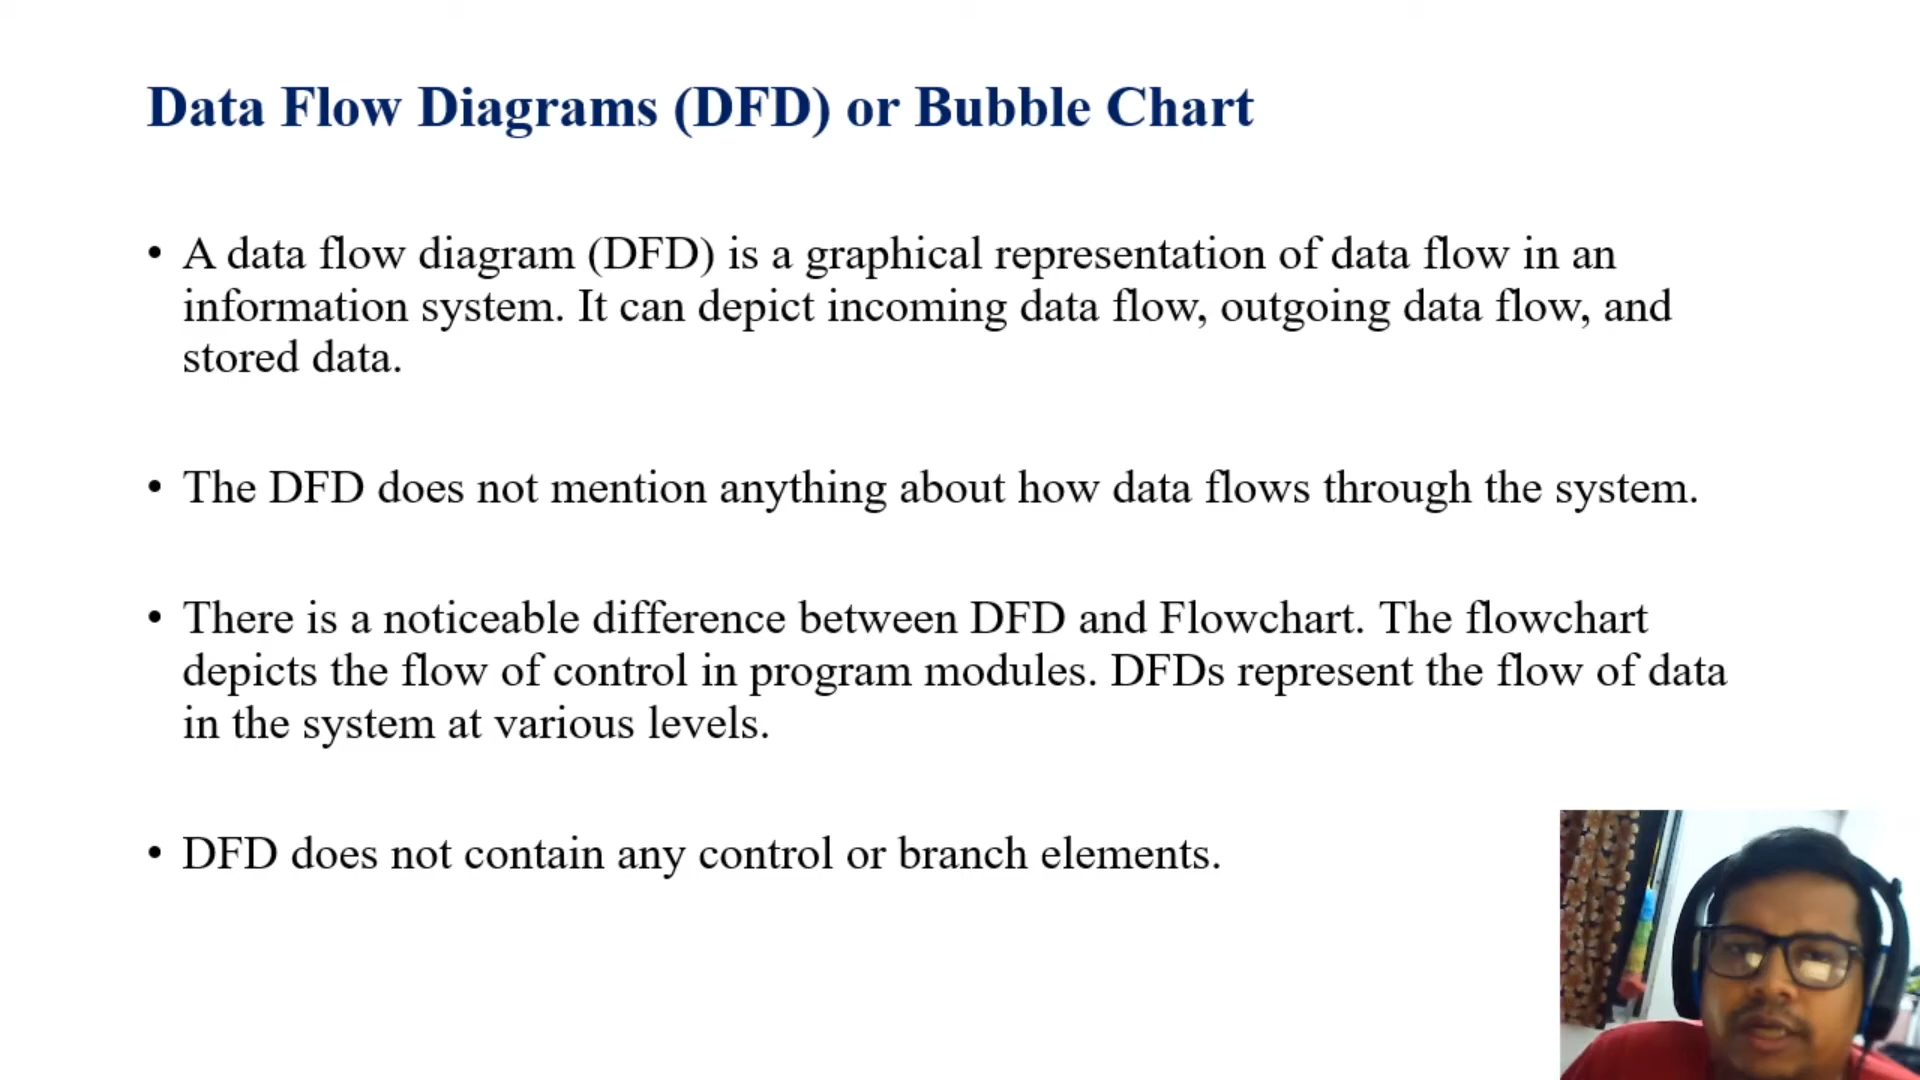 Data Flow Diagrams (DFD) or Bubble Chart
• A data flow diagram (DFD) is a graphical representation of data flow in an
information system. It can depict incoming data flow, outgoing data flow, and
stored data.
• The DFD does not mention anything about how data flows through the system.
• There is a noticeable difference between DFD and Flowchart. The flowchart
depicts the flow of control in program modules. DFDs represent the flow of data
in the system at various levels.
• DFD does not contain any control or branch elements.